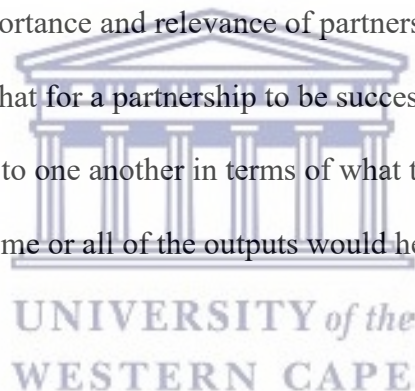 ortance and relevance of partners
hat for a partnership to be succes
to one another in terms of what t
me or all of the outputs would he
UNIVERSITY of the
WESTERN CAPE